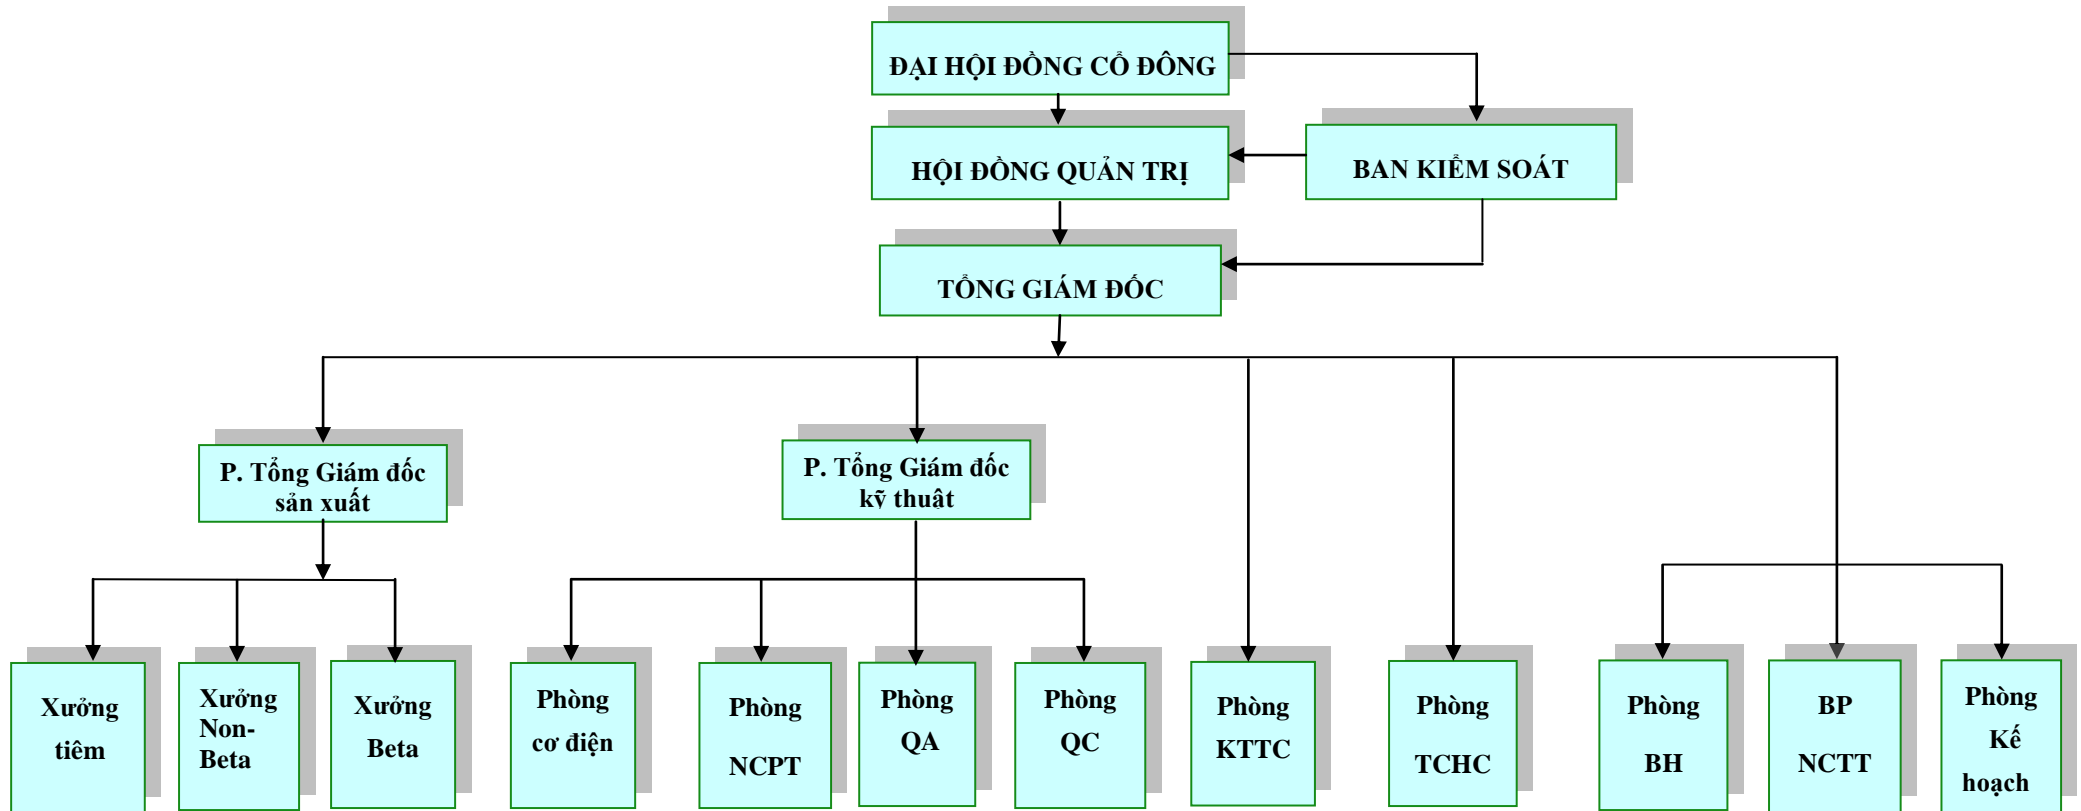 ĐẠI HỘI ĐỒNG CỔ ĐÔNG
HỘI ĐỒNG QUẢN TRỊ
BAN KIỂM SOÁT
TỔNG GIÁM ĐỐC
P. Tổng Giám đốc
sản xuất
P. Tổng Giám đốc
kỹ thuật
Xưởng
tiêm
Xưởng
Non-
Beta
Xưởng
Beta
Phòng
cơ điện
Phòng
NCPT
Phòng
QA
Phòng
QC
Phòng
KTTC
Phòng
TCHC
Phòng
BH
BP
NCTT
Phòng
Kế
hoạch